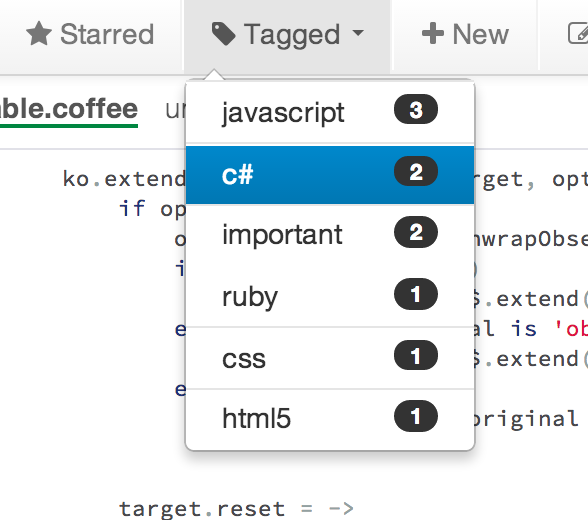 Starred Tagged New
ble.coffee
javascript 3
ko.extend rget, opt
c# 2
if op
important 2
nwrapObse
i )
ruby 1
$.extend(
e al is 'ob
css 1
$.extend(
e
html5 1
original
target.reset = ->